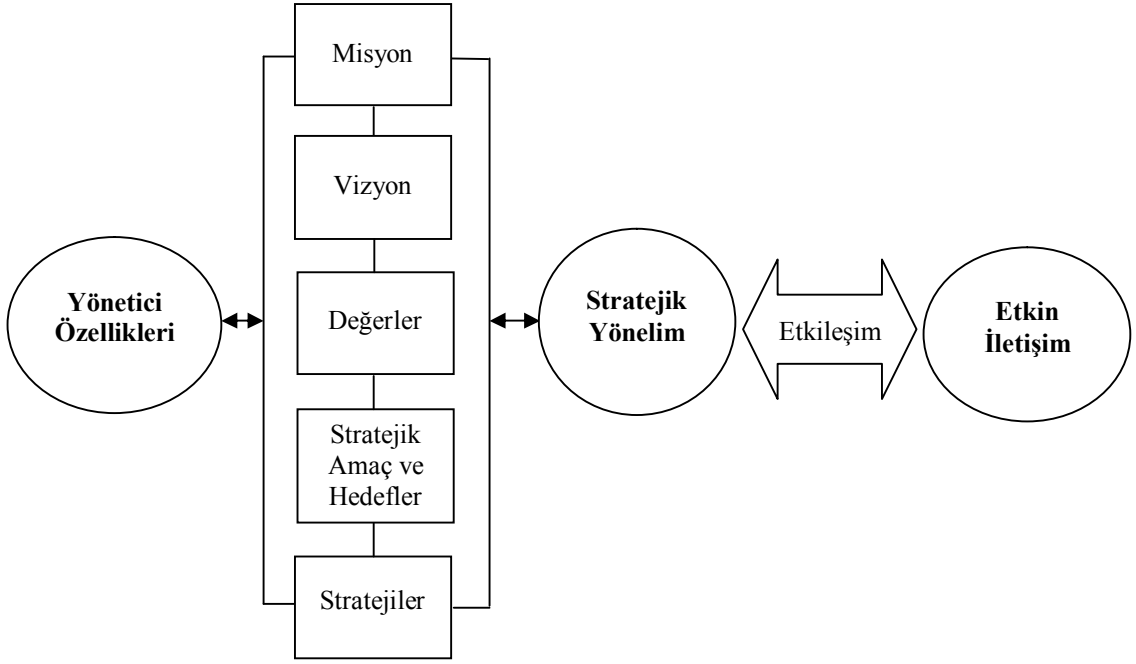 Misyon
Vizyon
Yönetici
Özellikleri
Değerler
Stratejik
Amaç ve
Hedefler
Stratejiler
Stratejik
Yönelim
Etkileşim
Etkin
İletişim